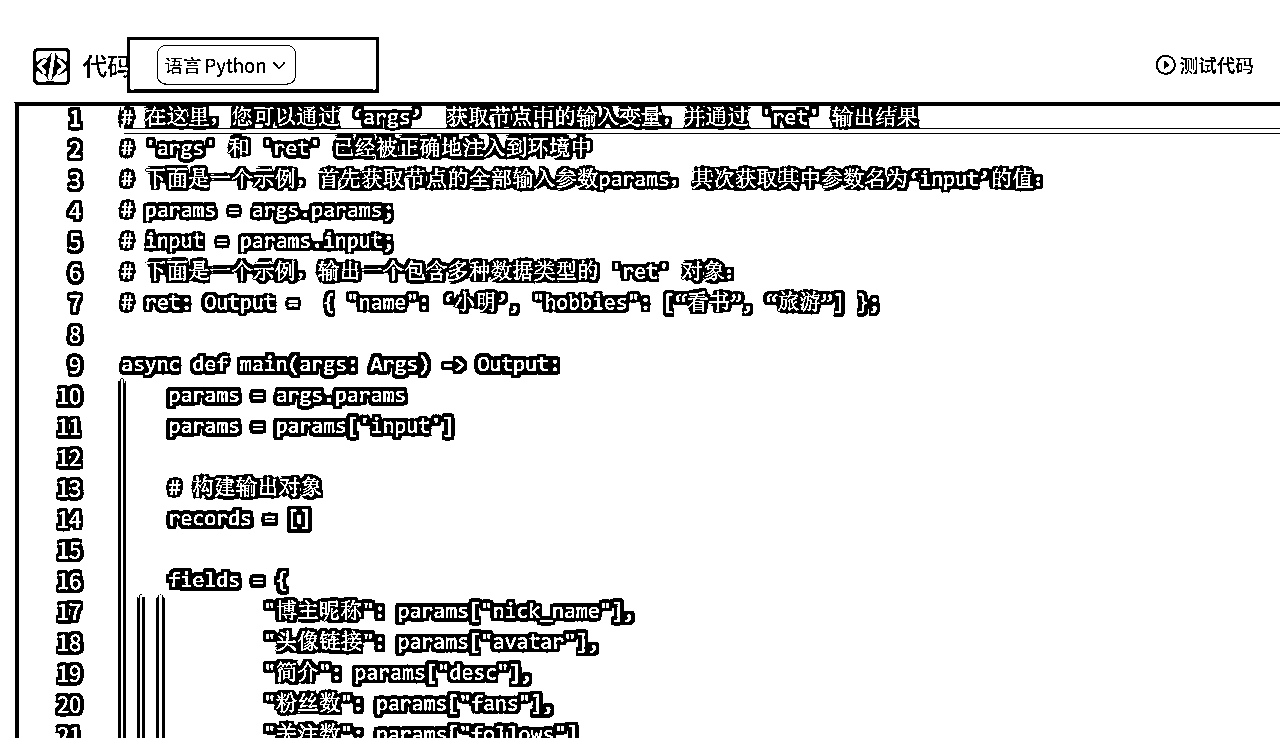 代码
语言 Python
测试代码
1 # 在这里，您可以通过 ‘args’ 获取节点中的输入变量，并通过 'ret' 输出结果
2 # 'args' 和 'ret' 已经被正确地注入到环境中
3 # 下面是一个示例，首先获取节点的全部输入参数params，其次获取其中参数名为‘input’的值：
4 # params = args.params;
5 # input = params.input;
6 # 下面是一个示例，输出一个包含多种数据类型的 'ret' 对象：
7 # ret: Output = { "name": ‘小明’, "hobbies": [“看书”, “旅游”] };
8
9 async def main(args: Args) -> Output:
10 params = args.params
11 params = params['input']
12
13 # 构建输出对象
14 records = []
15
16 fields = {
17 "博主昵称": params["nick_name"],
18 "头像链接": params["avatar"],
19 "简介": params["desc"],
20 "粉丝数": params["fans"],
21 "关注数": params["follows"]